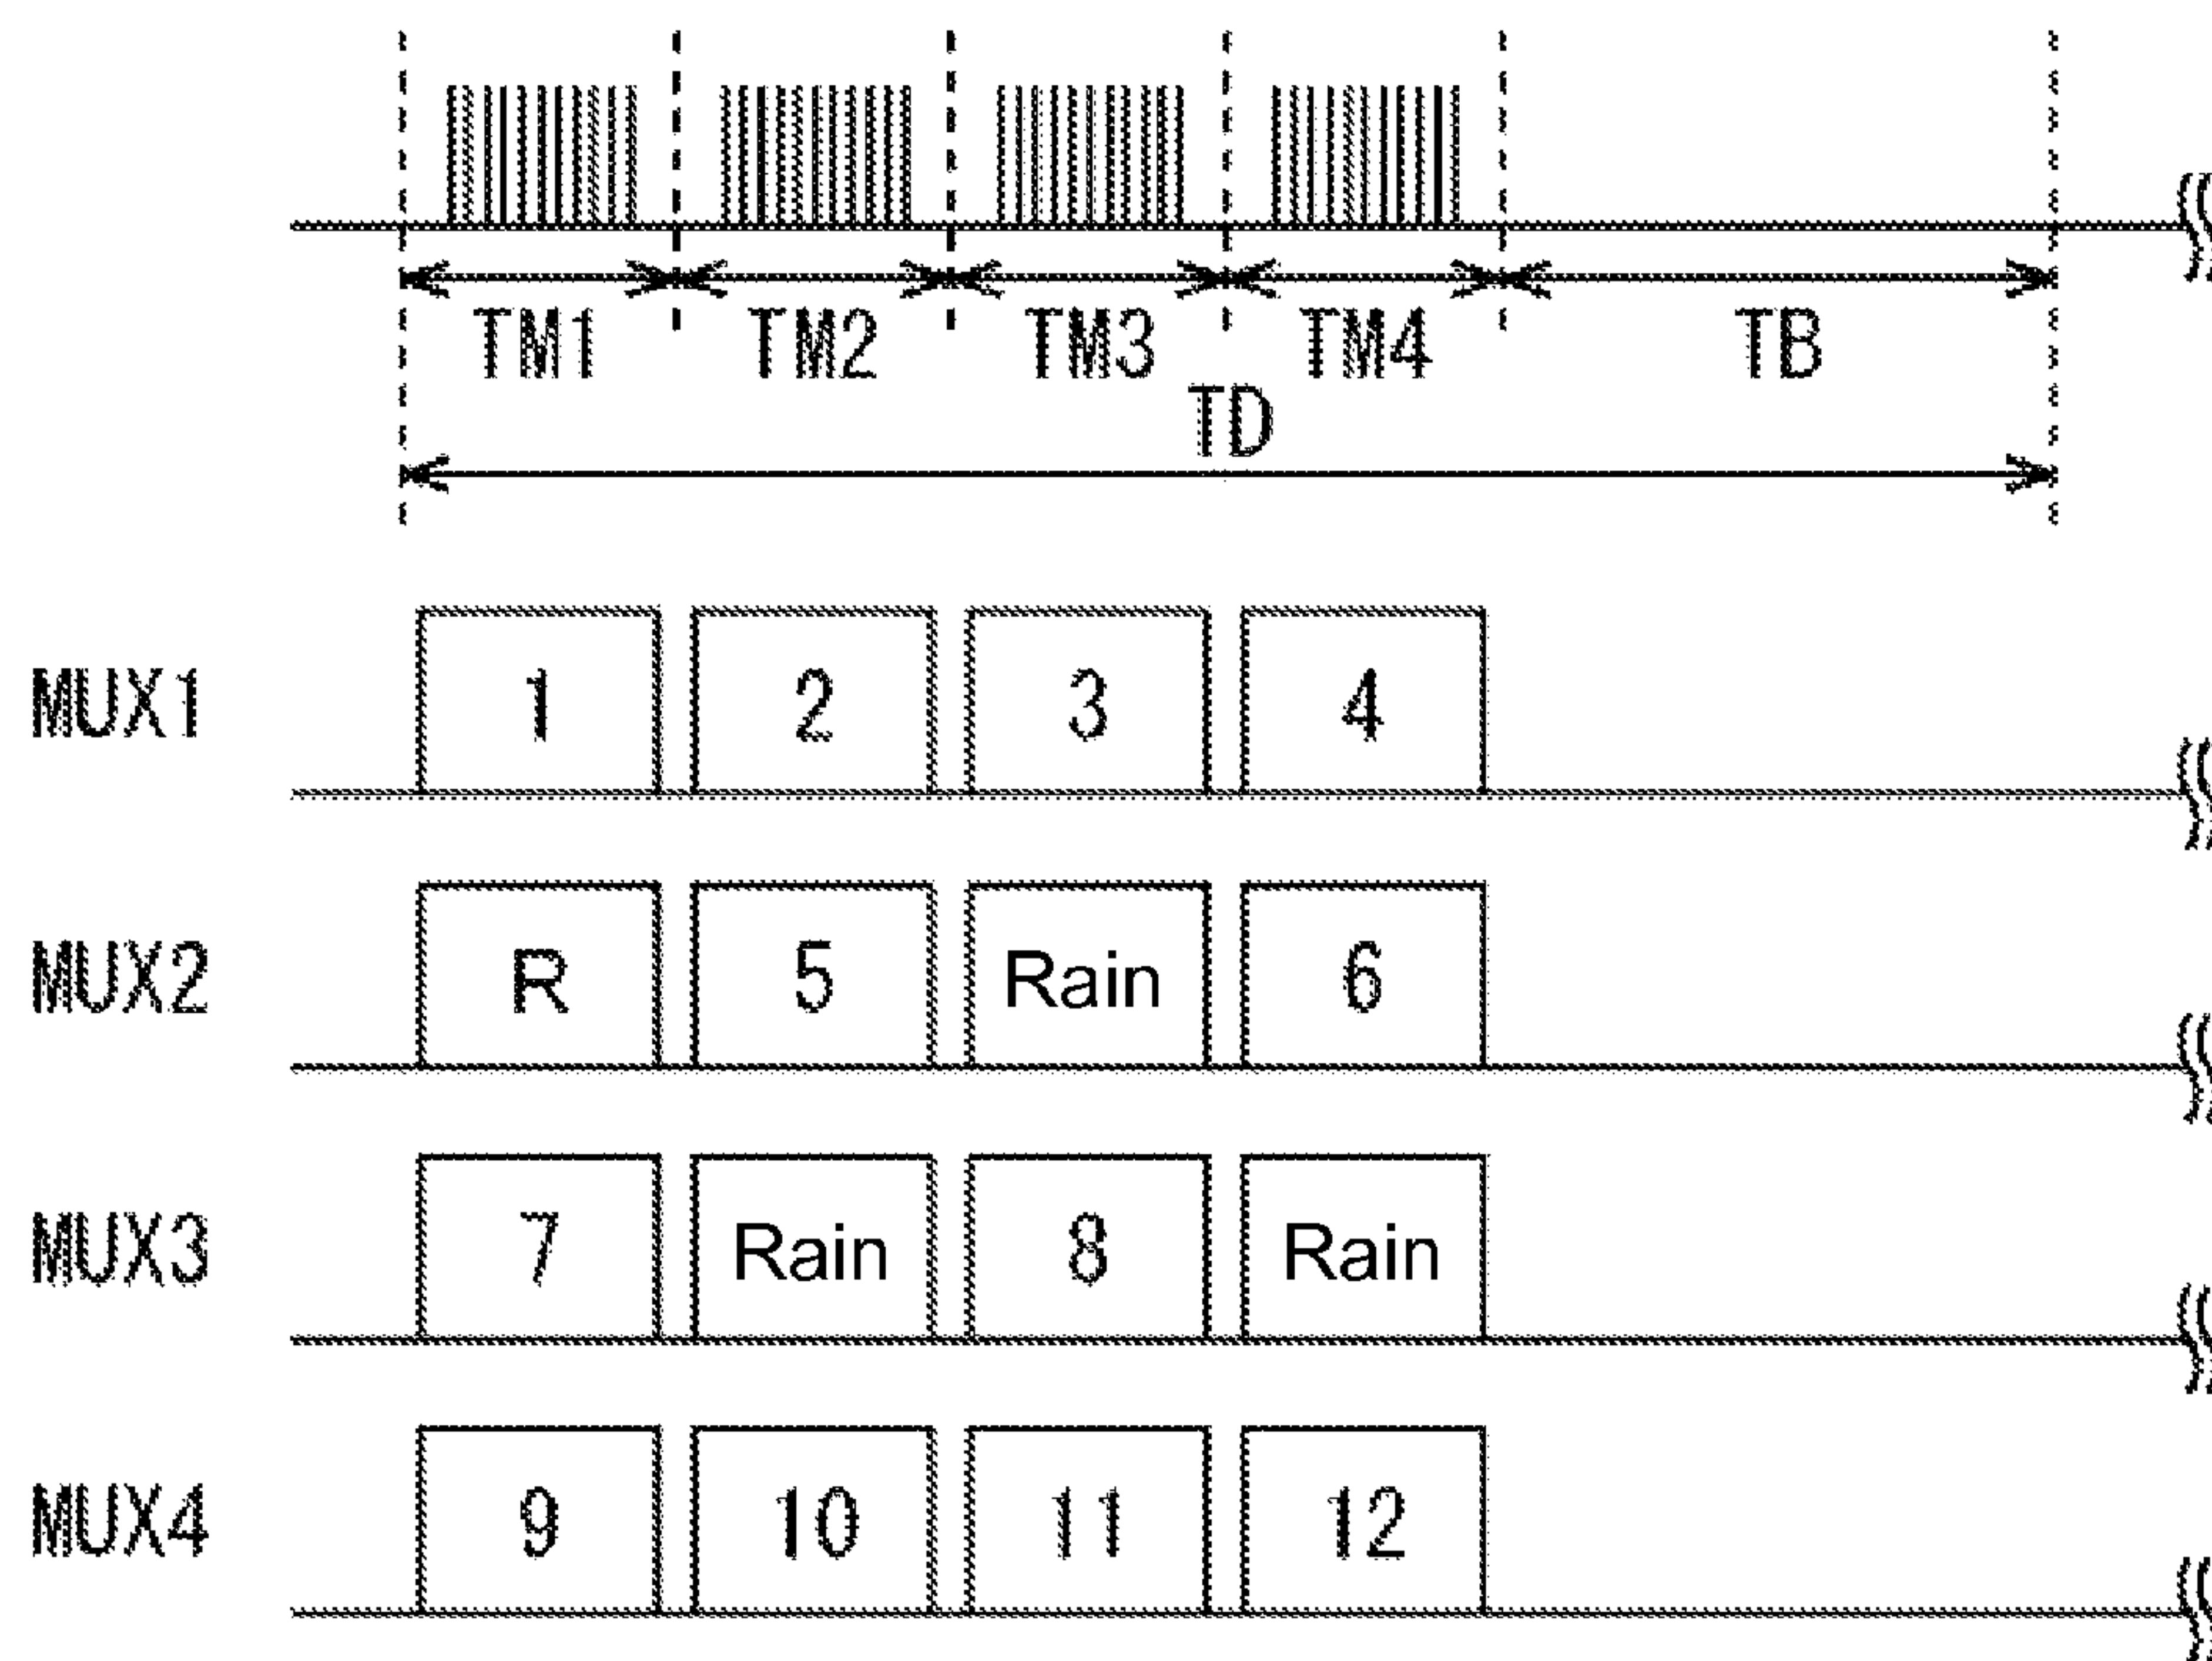 TM1 TM2 TM3 TM4 TB
TD
MUX1 1 2 3 4
MUX2 R 5 Rain 6
MUX3 7 Rain 8 Rain
MUX4 9 10 11 12